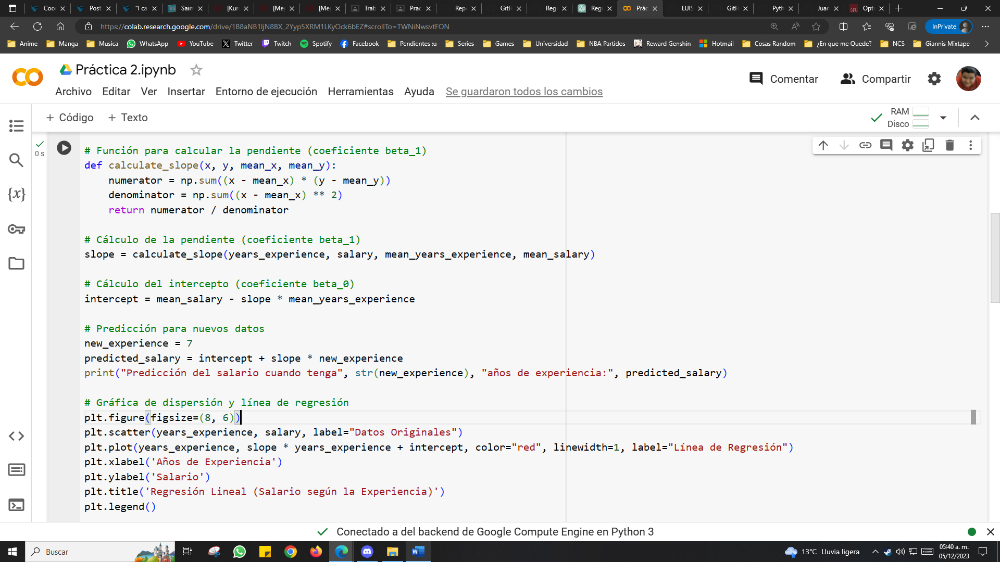 Coor
Post
"I ca
Saim
[Kur
[Me
[Me
Trab
Prac
Rep
GitH
Regr
Regr
Prác
LUIS
GitH
Pyth
Juar
Opti
https://colab.research.google.com/drive/1B8aNB1ljN8BX_2Yyp5XRM1LKyOck6bEZ#scrollTo=TWNiNwsvtFON
InPrivate
Anime Manga Musica WhatsApp YouTube Twitter Twitch Spotify Facebook Pendientes :u Series Games Universidad NBA Partidos Reward Genshin Hotmail Cosas Random ¿En que me Quede? NCS Giannis Mixtape
Práctica 2.ipynb
Comentar Compartir
Archivo Editar Ver Insertar Entorno de ejecución Herramientas Ayuda Se guardaron todos los cambios
+ Código + Texto
RAM
Disco
0 s
# Función para calcular la pendiente (coeficiente beta_1)
def calculate_slope(x, y, mean_x, mean_y):
    numerator = np.sum((x - mean_x) * (y - mean_y))
    denominator = np.sum((x - mean_x) ** 2)
    return numerator / denominator
# Cálculo de la pendiente (coeficiente beta_1)
slope = calculate_slope(years_experience, salary, mean_years_experience, mean_salary)
# Cálculo del intercepto (coeficiente beta_0)
intercept = mean_salary - slope * mean_years_experience
# Predicción para nuevos datos
new_experience = 7
predicted_salary = intercept + slope * new_experience
print("Predicción del salario cuando tenga", str(new_experience), "años de experiencia:", predicted_salary)
# Gráfica de dispersión y línea de regresión
plt.figure(figsize=(8, 6))
plt.scatter(years_experience, salary, label="Datos Originales")
plt.plot(years_experience, slope * years_experience + intercept, color="red", linewidth=1, label="Línea de Regresión")
plt.xlabel('Años de Experiencia')
plt.ylabel('Salario')
plt.title('Regresión Lineal (Salario según la Experiencia)')
plt.legend()
Conectado a del backend de Google Compute Engine en Python 3
Buscar
13°C Lluvia ligera
05:40 a. m.
05/12/2023